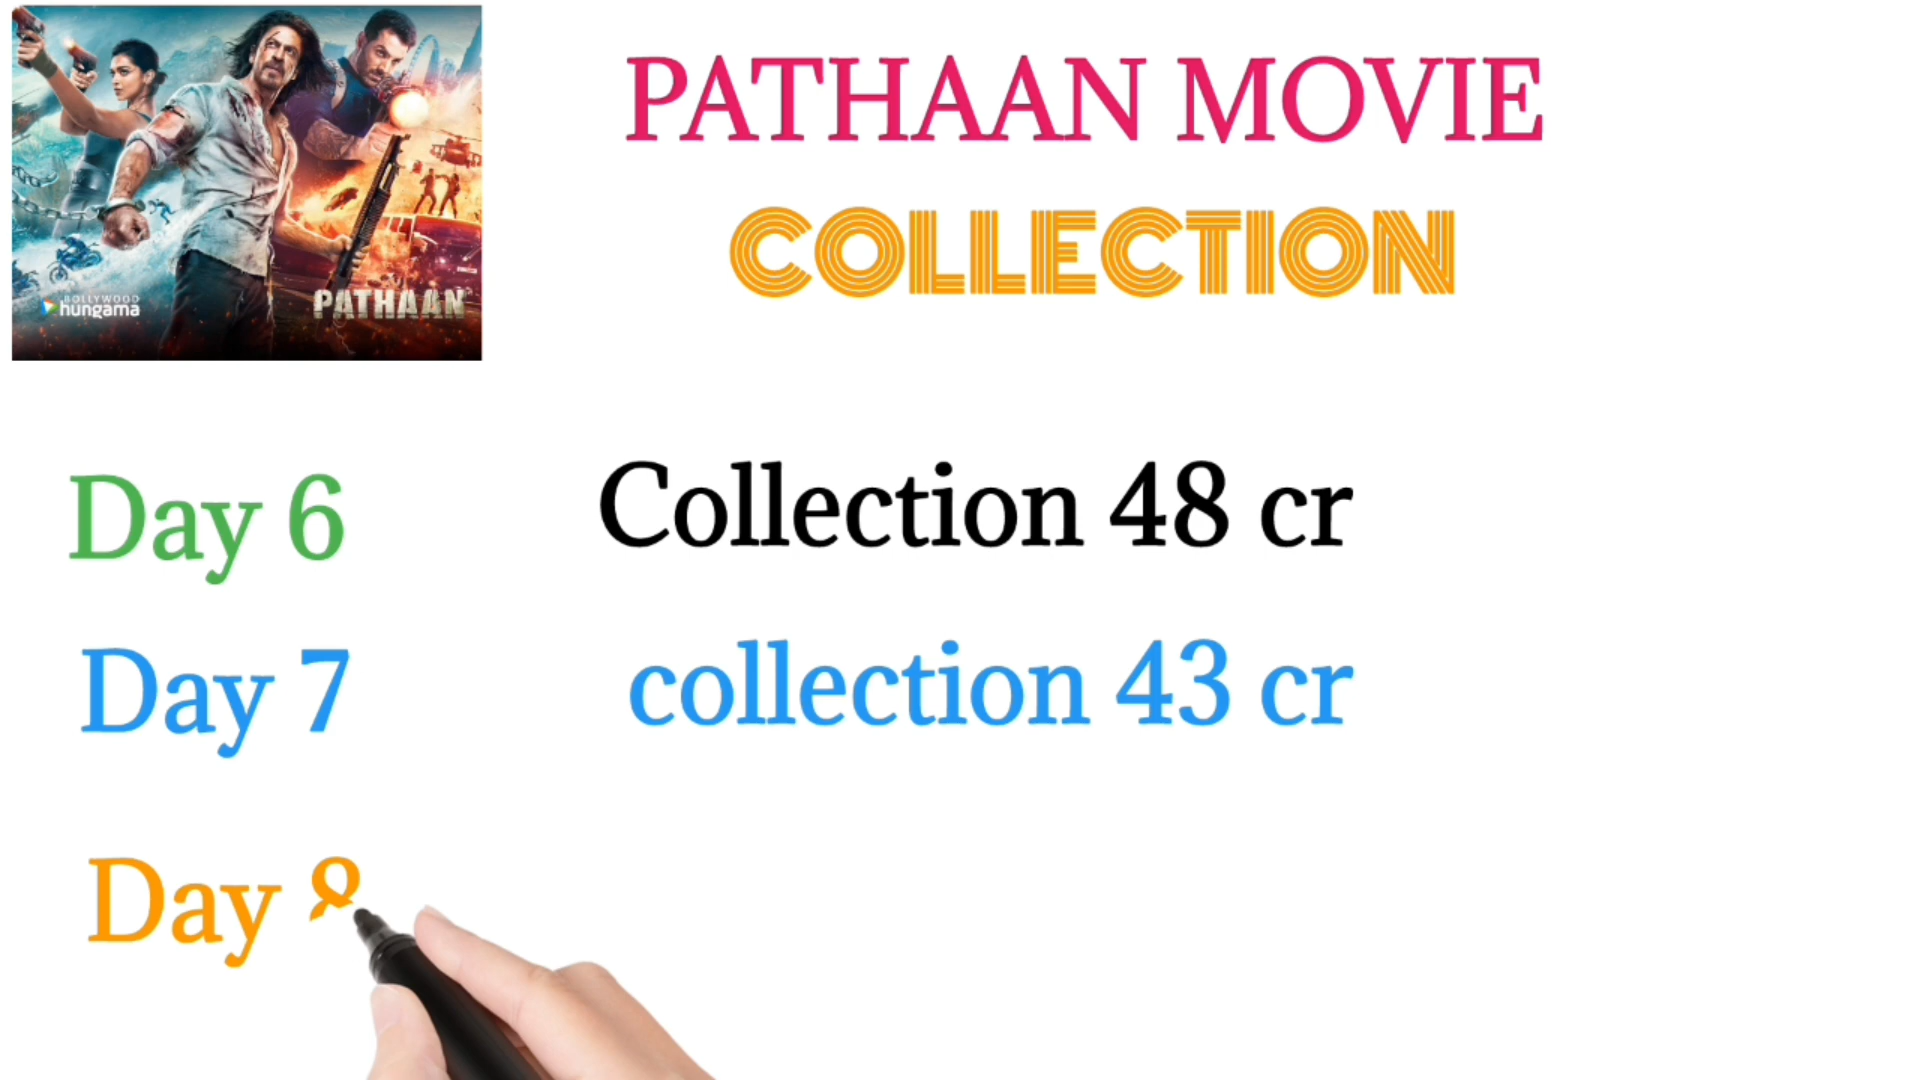 PATHAAN MOVIE
COLLECTION
BOLLYWOOD
hungama
PATHAAN
Day 6 Collection 48 cr
Day 7 collection 43 cr
Day